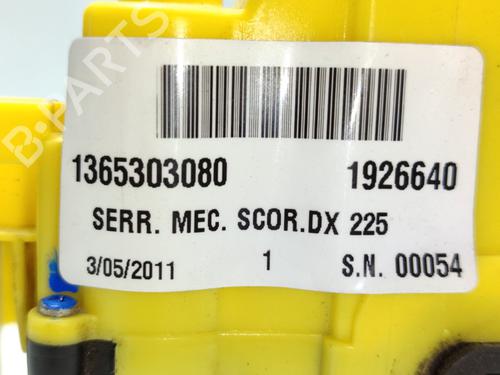 B-PARTS
1365303080 1926640
SERR. MEC. SCOR.DX 225
3/05/2011 1 S.N. 00054